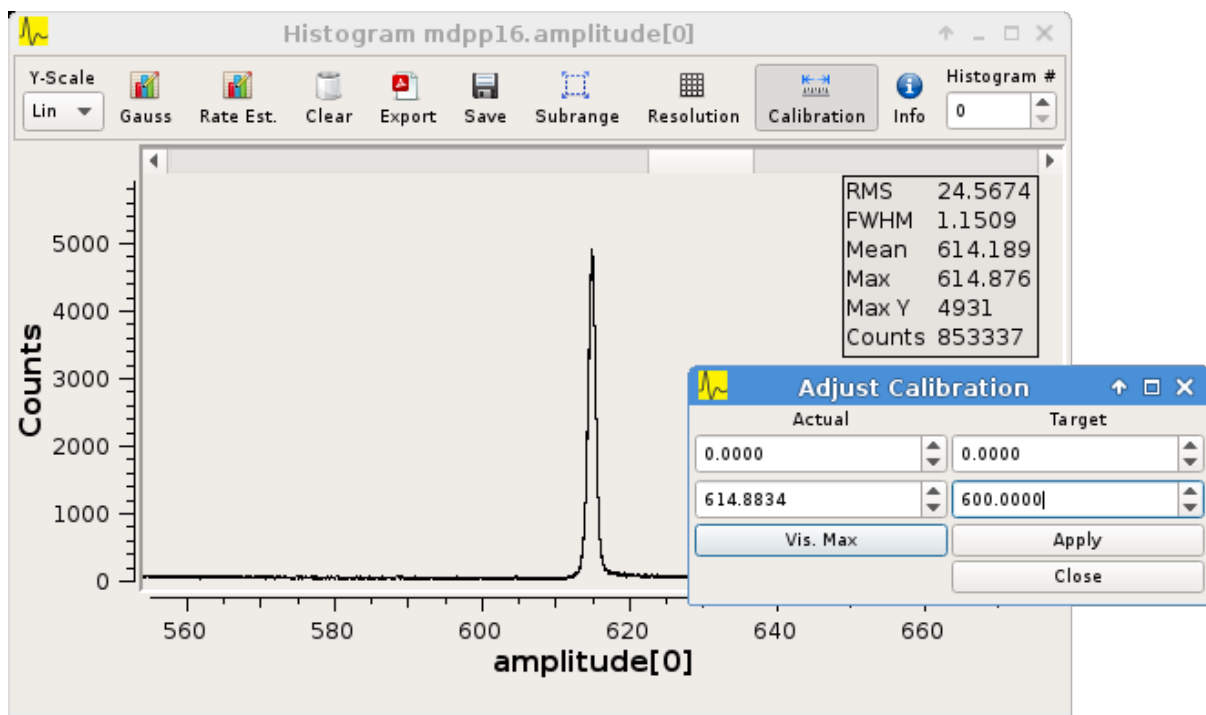 Histogram mdpp16.amplitude[0]
Y-Scale
Lin
Gauss
Rate Est.
Clear
Export
Save
Subrange
Resolution
Calibration
Info
Histogram #
0
RMS 24.5674
FWHM 1.1509
Mean 614.189
Max 614.876
Max Y 4931
Counts 853337
Counts
5000
4000
3000
2000
1000
0
560 580 600 620 640 660
amplitude[0]
Adjust Calibration
Actual Target
0.0000 0.0000
614.8834 600.0000
Vis. Max Apply
Close